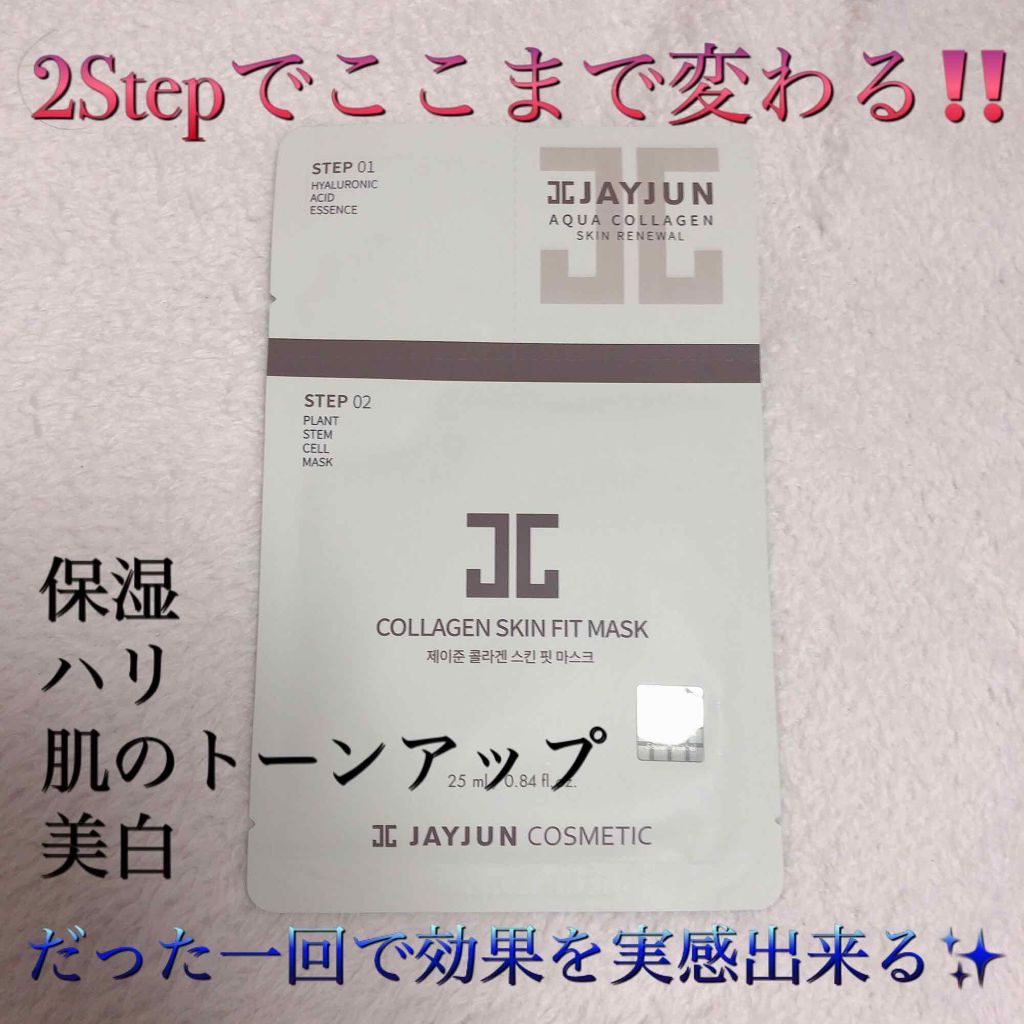 2Stepでここまで変わる‼️
STEP 01
HYALURONIC
ACID
ESSENCE
JAYJUN
AQUA COLLAGEN
SKIN RENEWAL
STEP 02
PLANT
STEM
CELL
MASK
COLLAGEN SKIN FIT MASK
제이준 콜라겐 스킨 핏 마스크
保湿
ハリ
肌のトーンアップ
25 ml 0.84 fl.oz.
美白
JAYJUN COSMETIC
だった一回で効果を実感出来る✨